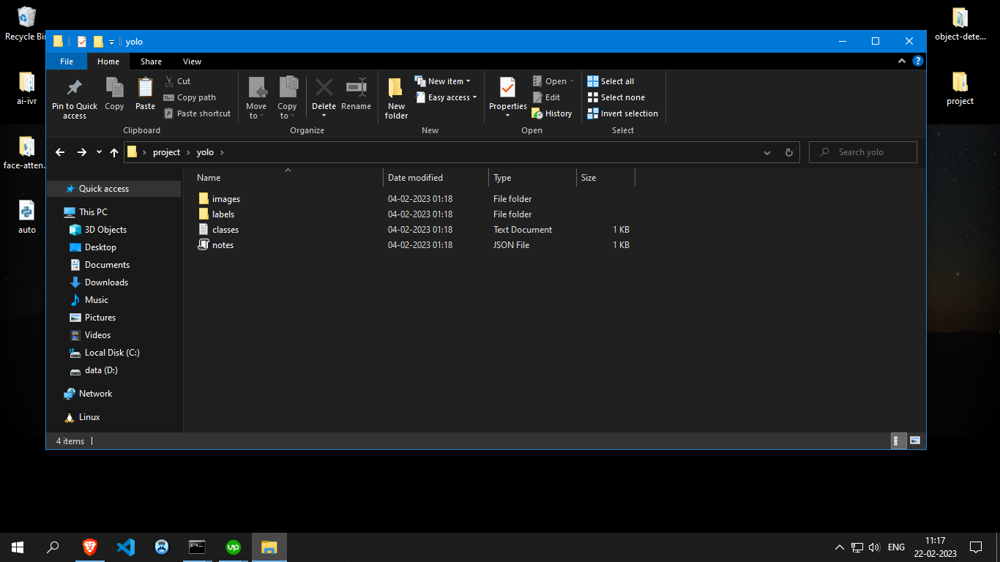 Recycle Bin
ai-ivr
face-atten...
auto
object-dete...
project
yolo
File Home Share View
Pin to Quick access
Copy
Paste
Cut
Copy path
Paste shortcut
Clipboard
Move to
Copy to
Delete
Rename
Organize
New folder
New item
Easy access
New
Properties
Open
Edit
History
Open
Select all
Select none
Invert selection
Select
project yolo
Search yolo
Name Date modified Type Size
images 04-02-2023 01:18 File folder
labels 04-02-2023 01:18 File folder
classes 04-02-2023 01:18 Text Document 1 KB
notes 04-02-2023 01:18 JSON File 1 KB
Quick access
This PC
3D Objects
Desktop
Documents
Downloads
Music
Pictures
Videos
Local Disk (C:)
data (D:)
Network
Linux
4 items
up
ENG
11:17
22-02-2023